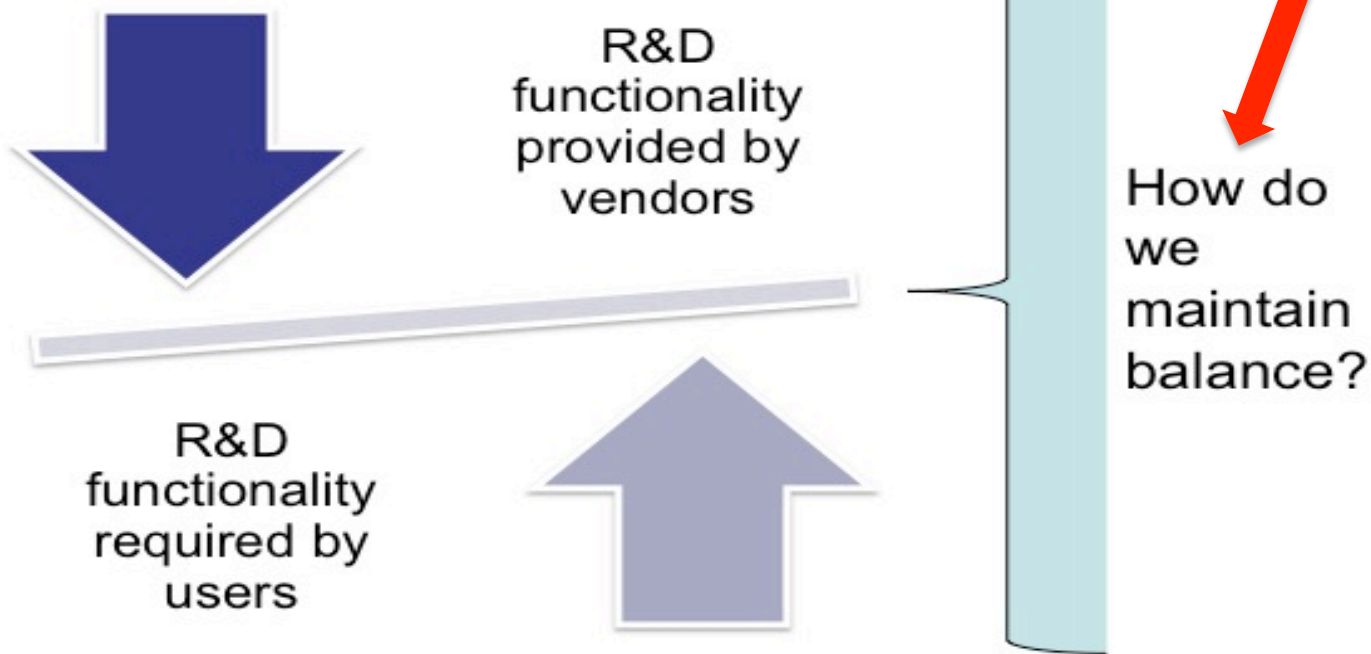 R&D
functionality
provided by
vendors
R&D
functionality
required by
users
How do
we
maintain
balance?